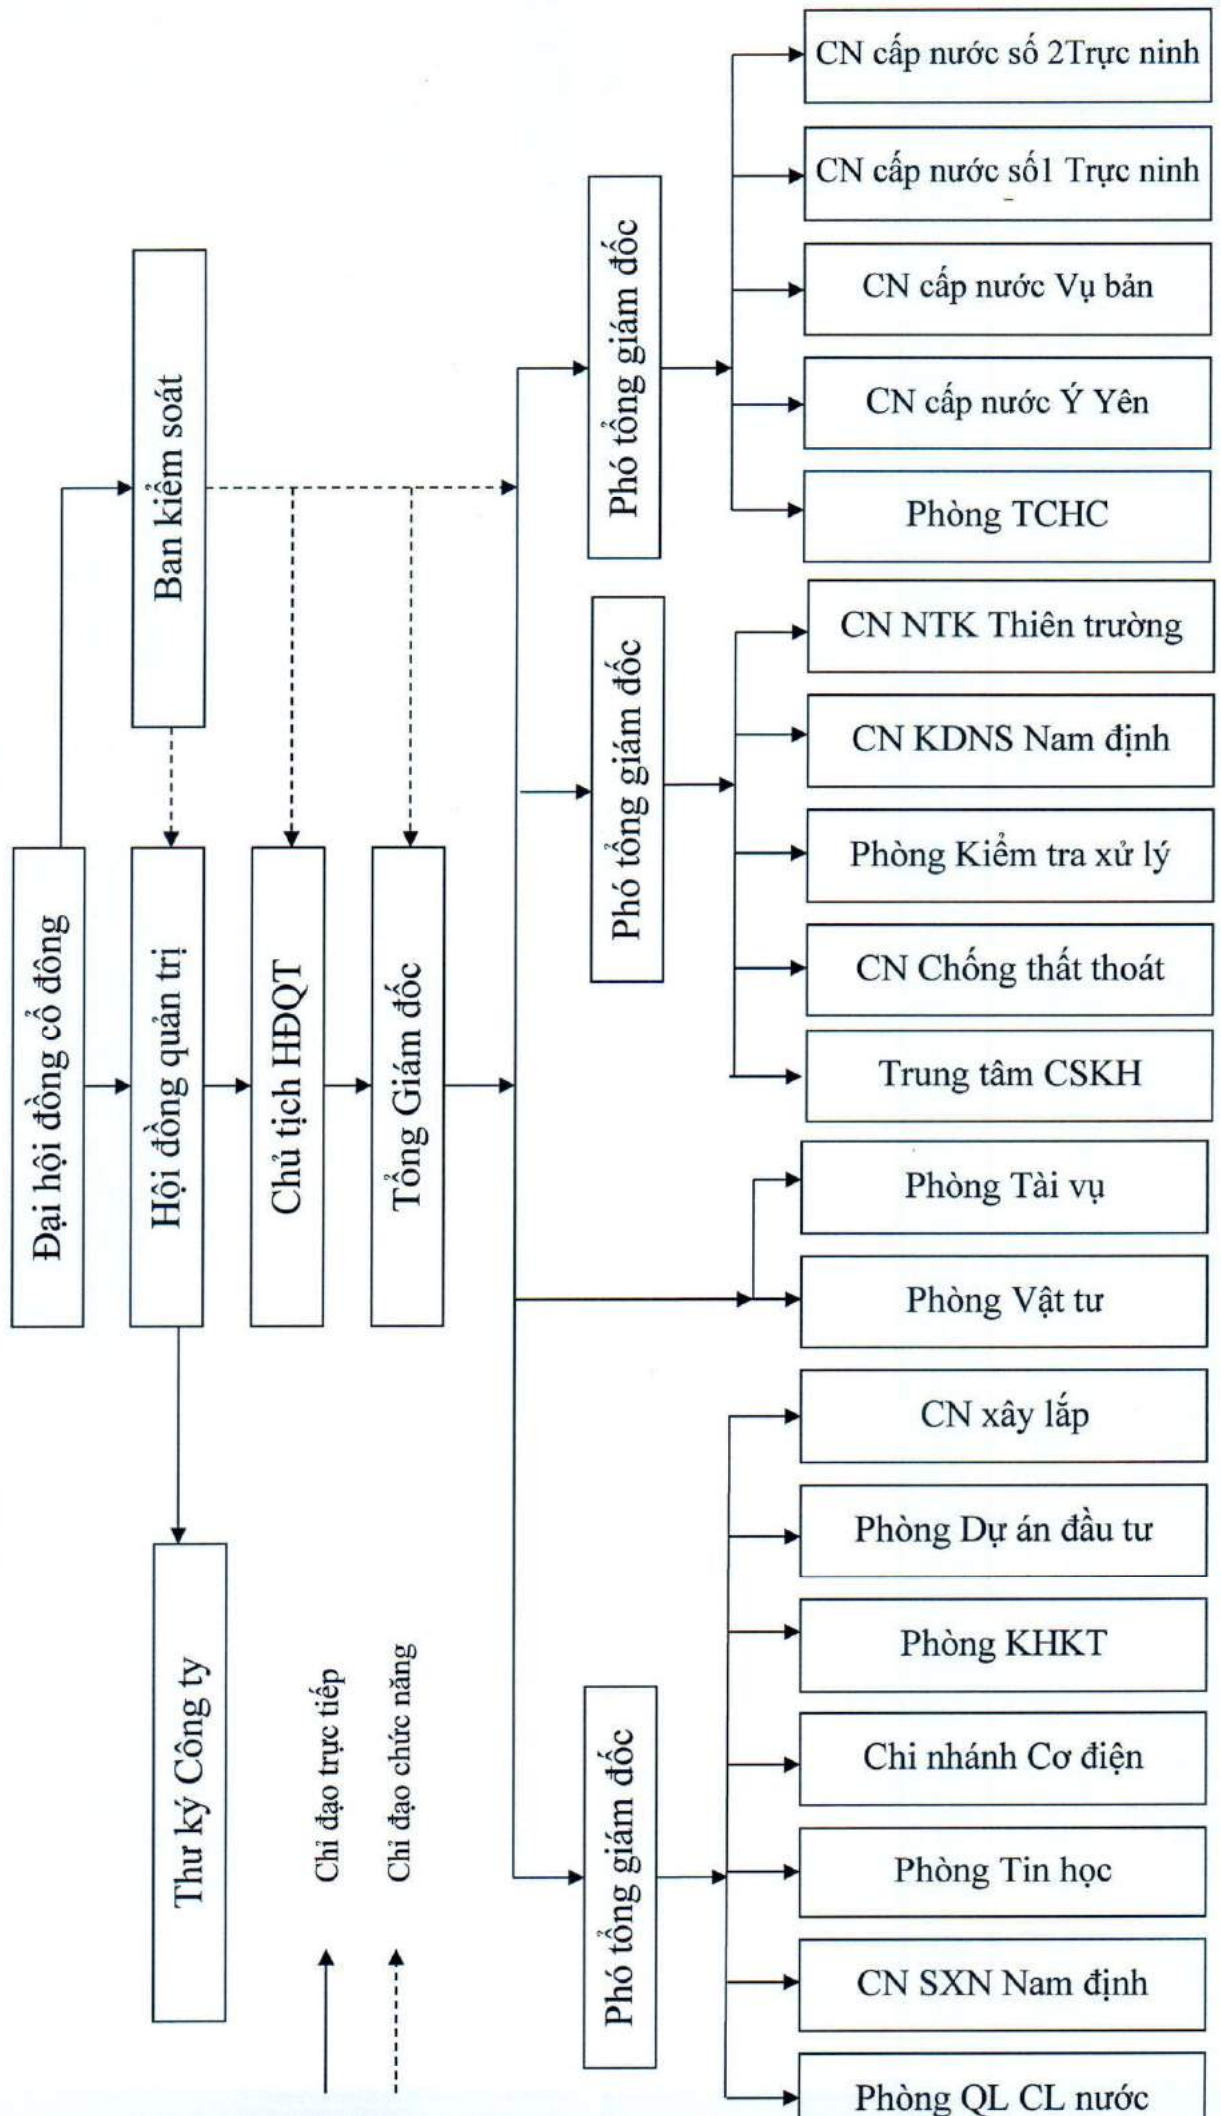 Đại hội đồng cổ đông
Ban kiểm soát
Hội đồng quản trị
Thư ký Công ty
Chủ tịch HĐQT
Tổng Giám đốc
Chỉ đạo trực tiếp
Chỉ đạo chức năng
Phó tổng giám đốc
Phó tổng giám đốc
Phó tổng giám đốc
CN cấp nước số 2Trực ninh
CN cấp nước số1 Trực ninh
CN cấp nước Vụ bản
CN cấp nước Ý Yên
Phòng TCHC
CN NTK Thiên trường
CN KDNS Nam định
Phòng Kiểm tra xử lý
CN Chống thất thoát
Trung tâm CSKH
Phòng Tài vụ
Phòng Vật tư
CN xây lắp
Phòng Dự án đầu tư
Phòng KHKT
Chi nhánh Cơ điện
Phòng Tin học
CN SXN Nam định
Phòng QL CL nước